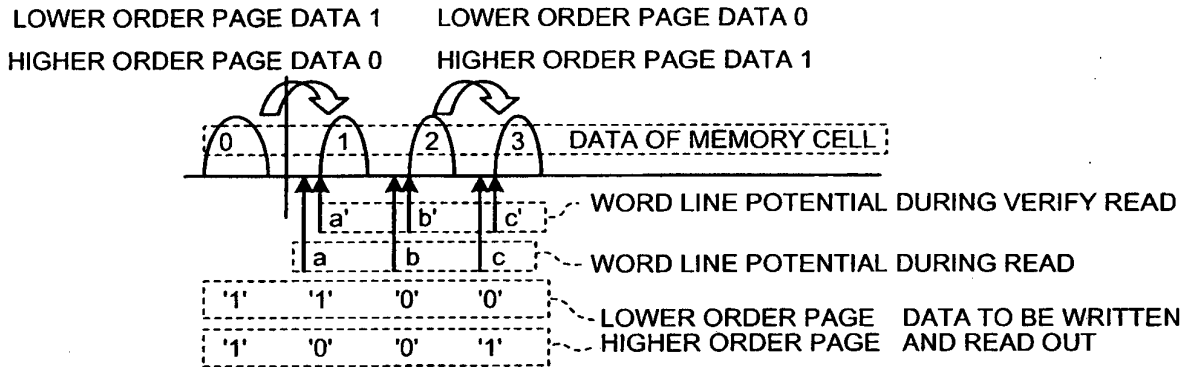 LOWER ORDER PAGE DATA 1 LOWER ORDER PAGE DATA 0
HIGHER ORDER PAGE DATA 0 HIGHER ORDER PAGE DATA 1
0 1 2 3 DATA OF MEMORY CELL
a' b' c' WORD LINE POTENTIAL DURING VERIFY READ
a b c WORD LINE POTENTIAL DURING READ
'1' '1' '0' '0'
LOWER ORDER PAGE DATA TO BE WRITTEN
'1' '0' '0' '1' HIGHER ORDER PAGE AND READ OUT